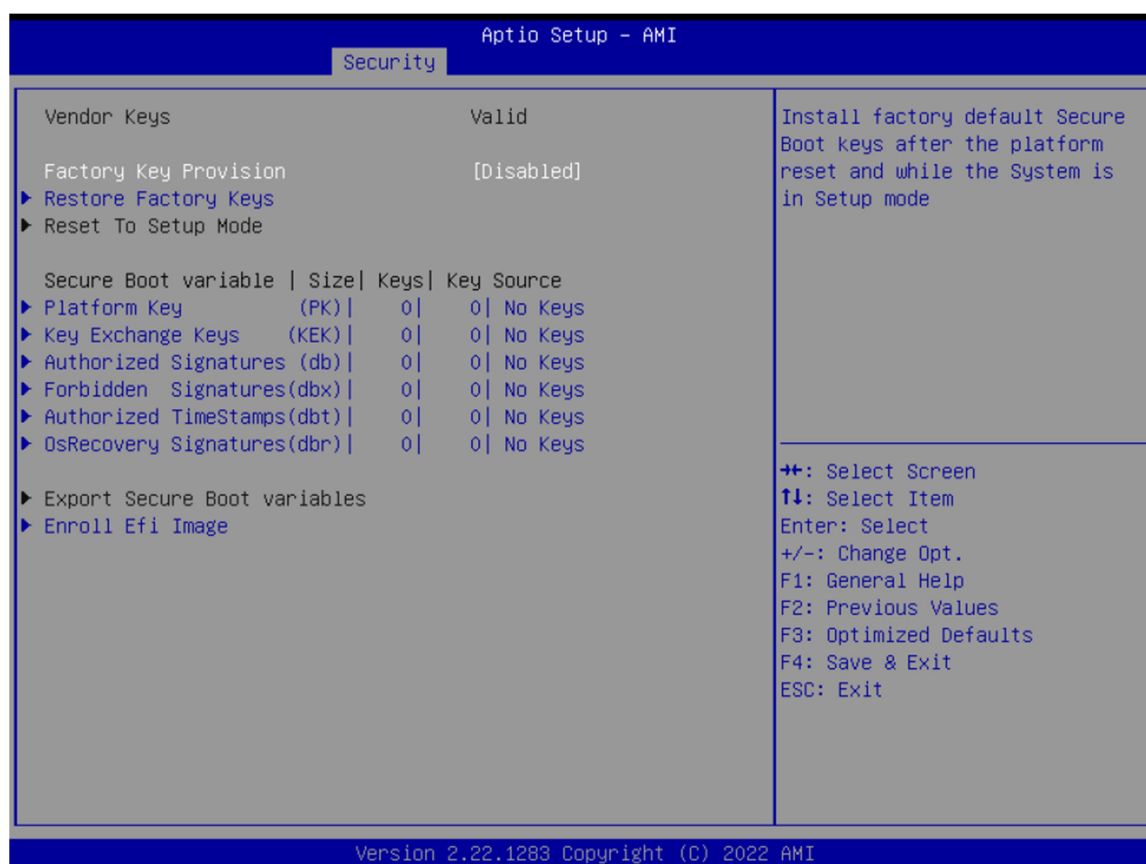 Aptio Setup – AMI
Security
Vendor Keys Valid
Factory Key Provision [Disabled]
Restore Factory Keys
Reset To Setup Mode
Secure Boot variable | Size| Keys| Key Source
Platform Key (PK)| 0| 0| No Keys
Key Exchange Keys (KEK)| 0| 0| No Keys
Authorized Signatures (db)| 0| 0| No Keys
Forbidden Signatures(dbx)| 0| 0| No Keys
Authorized TimeStamps(dbt)| 0| 0| No Keys
OsRecovery Signatures(dbr)| 0| 0| No Keys
Export Secure Boot variables
Enroll Efi Image
Install factory default Secure
Boot keys after the platform
reset and while the System is
in Setup mode
→←: Select Screen
↑↓: Select Item
Enter: Select
+/-: Change Opt.
F1: General Help
F2: Previous Values
F3: Optimized Defaults
F4: Save & Exit
ESC: Exit
Version 2.22.1283 Copyright (C) 2022 AMI